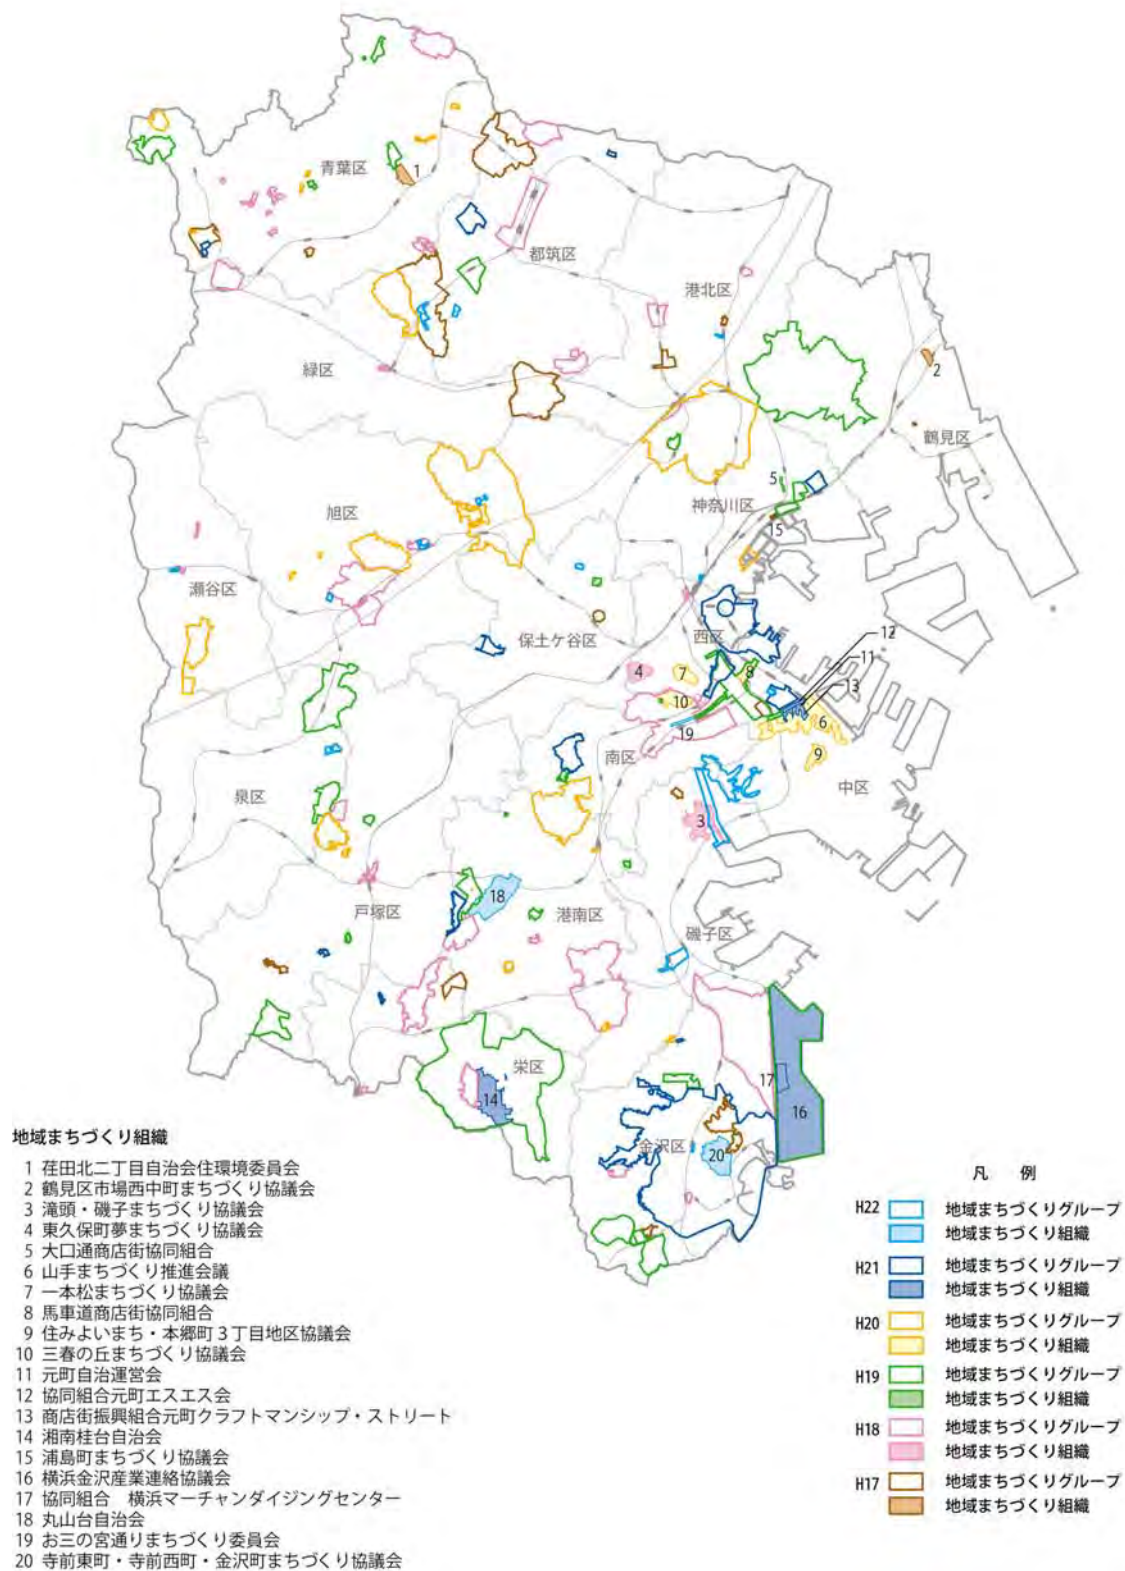 青葉区
1
都筑区
港北区
緑区
2
鶴見区
5
神奈川区
15
旭区
瀬谷区
保土ケ谷区
西区
12
11
13
4
7
8
10
6
19
9
南区
中区
泉区
3
18
戸塚区
港南区
磯子区
栄区
14
17
16
金沢区
20
地域まちづくり組織
1 荏田北二丁目自治会住環境委員会
2 鶴見区市場西中町まちづくり協議会
3 滝頭・磯子まちづくり協議会
4 東久保町夢まちづくり協議会
5 大口通商店街協同組合
6 山手まちづくり推進会議
7 一本松まちづくり協議会
8 馬車道商店街協同組合
9 住みよいまち・本郷町3丁目地区協議会
10 三春の丘まちづくり協議会
11 元町自治運営会
12 協同組合元町エスエス会
13 商店街振興組合元町クラフトマンシップ・ストリート
14 湘南桂台自治会
15 浦島町まちづくり協議会
16 横浜金沢産業連絡協議会
17 協同組合 横浜マーチャンダイジングセンター
18 丸山台自治会
19 お三の宮通りまちづくり委員会
20 寺前東町・寺前西町・金沢町まちづくり協議会
凡 例
H22 地域まちづくりグループ
地域まちづくり組織
H21 地域まちづくりグループ
地域まちづくり組織
H20 地域まちづくりグループ
地域まちづくり組織
H19 地域まちづくりグループ
地域まちづくり組織
H18 地域まちづくりグループ
地域まちづくり組織
H17 地域まちづくりグループ
地域まちづくり組織